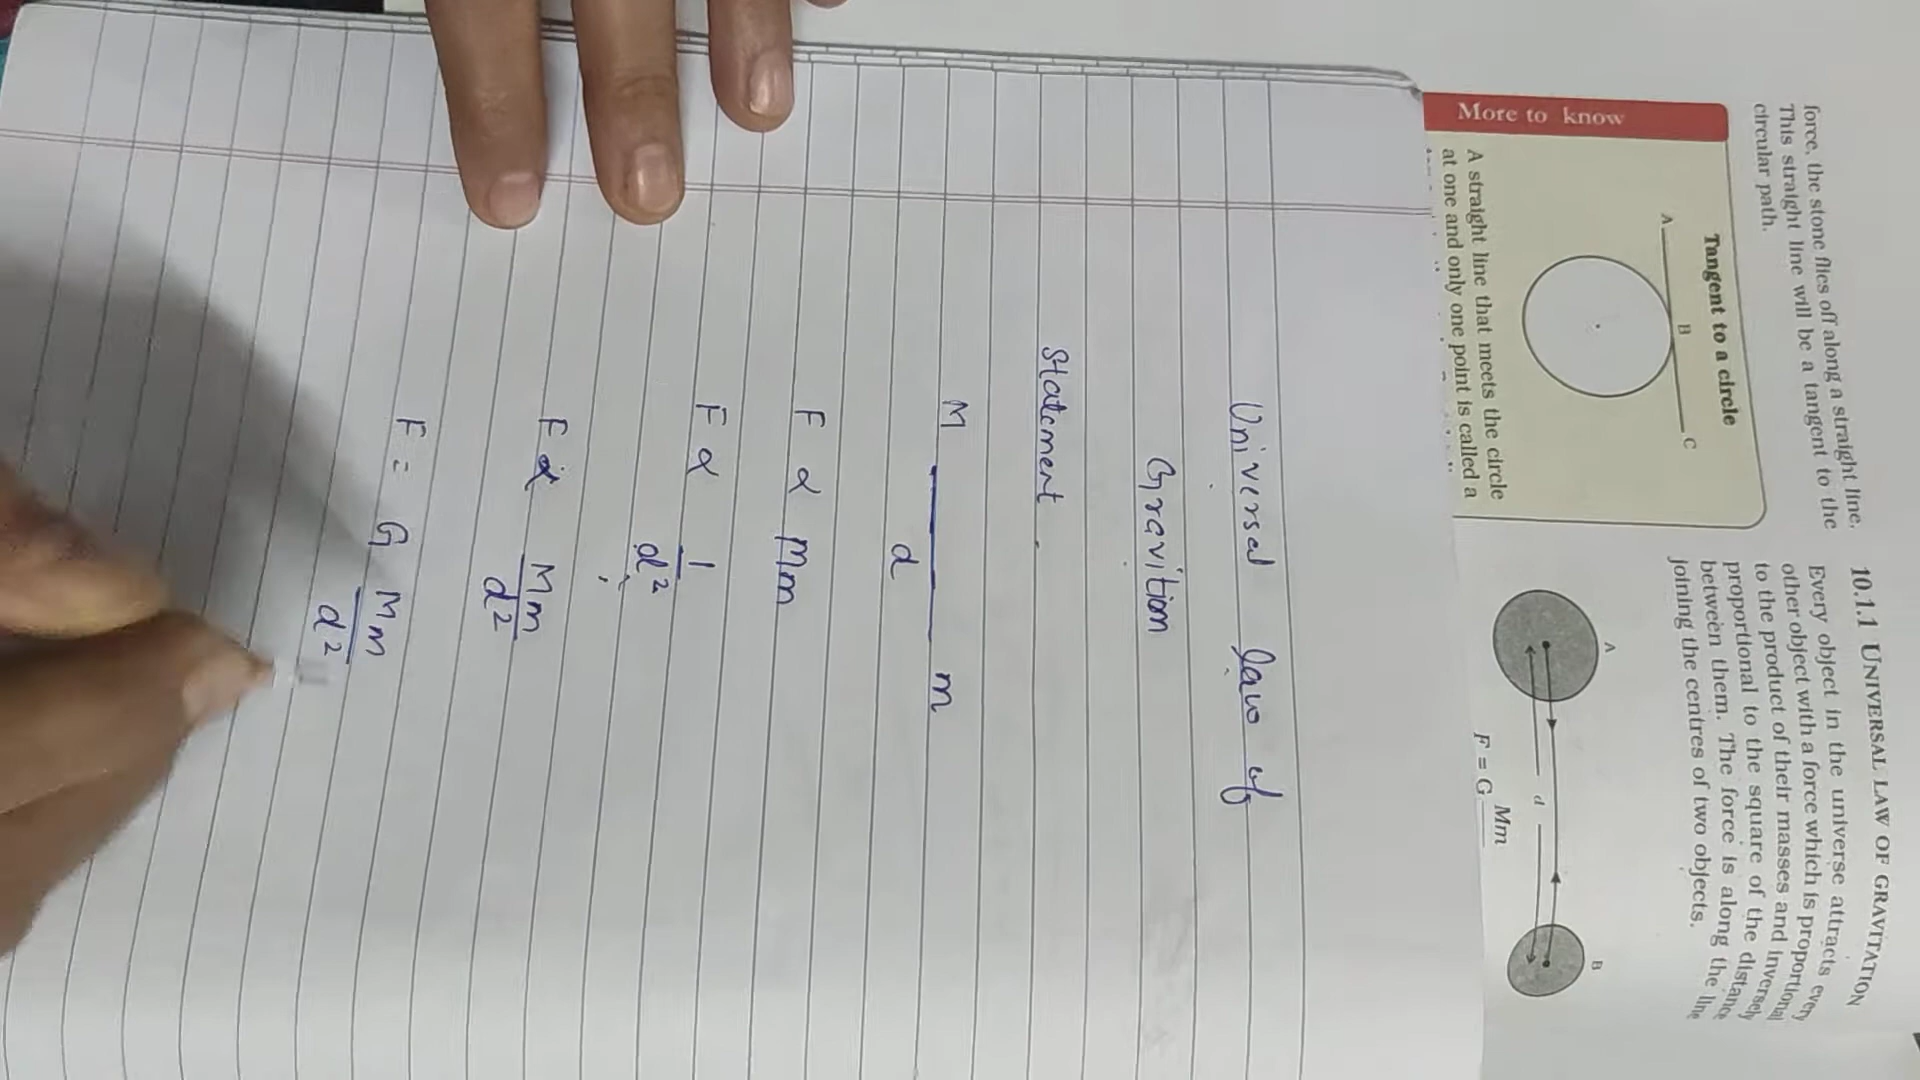 force, the stone flies off along a straight line.
This straight line will be a tangent to the
circular path.
More to know
Tangent to a circle
A B C
A straight line that meets the circle
at one and only one point is called a
10.1.1 UNIVERSAL LAW OF GRAVITATION
Every object in the universe attracts every
other object with a force which is proportional
to the product of their masses and inversely
proportional to the square of the distance
between them. The force is along the line
joining the centres of two objects.
A B
d
F = G Mm
Universal law of
Gravition
Statement.
M m
d
F α Mm
F α 1
d²
F α Mm
d²
F = G Mm
d²